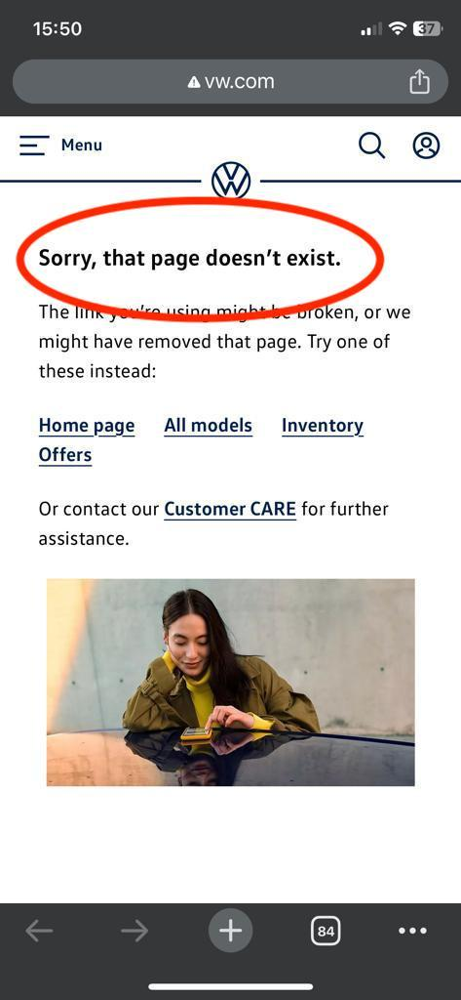 15:50
37
vw.com
Menu
Sorry, that page doesn’t exist.
The link you’re using might be broken, or we
might have removed that page. Try one of
these instead:
Home page All models Inventory
Offers
Or contact our Customer CARE for further
assistance.
84